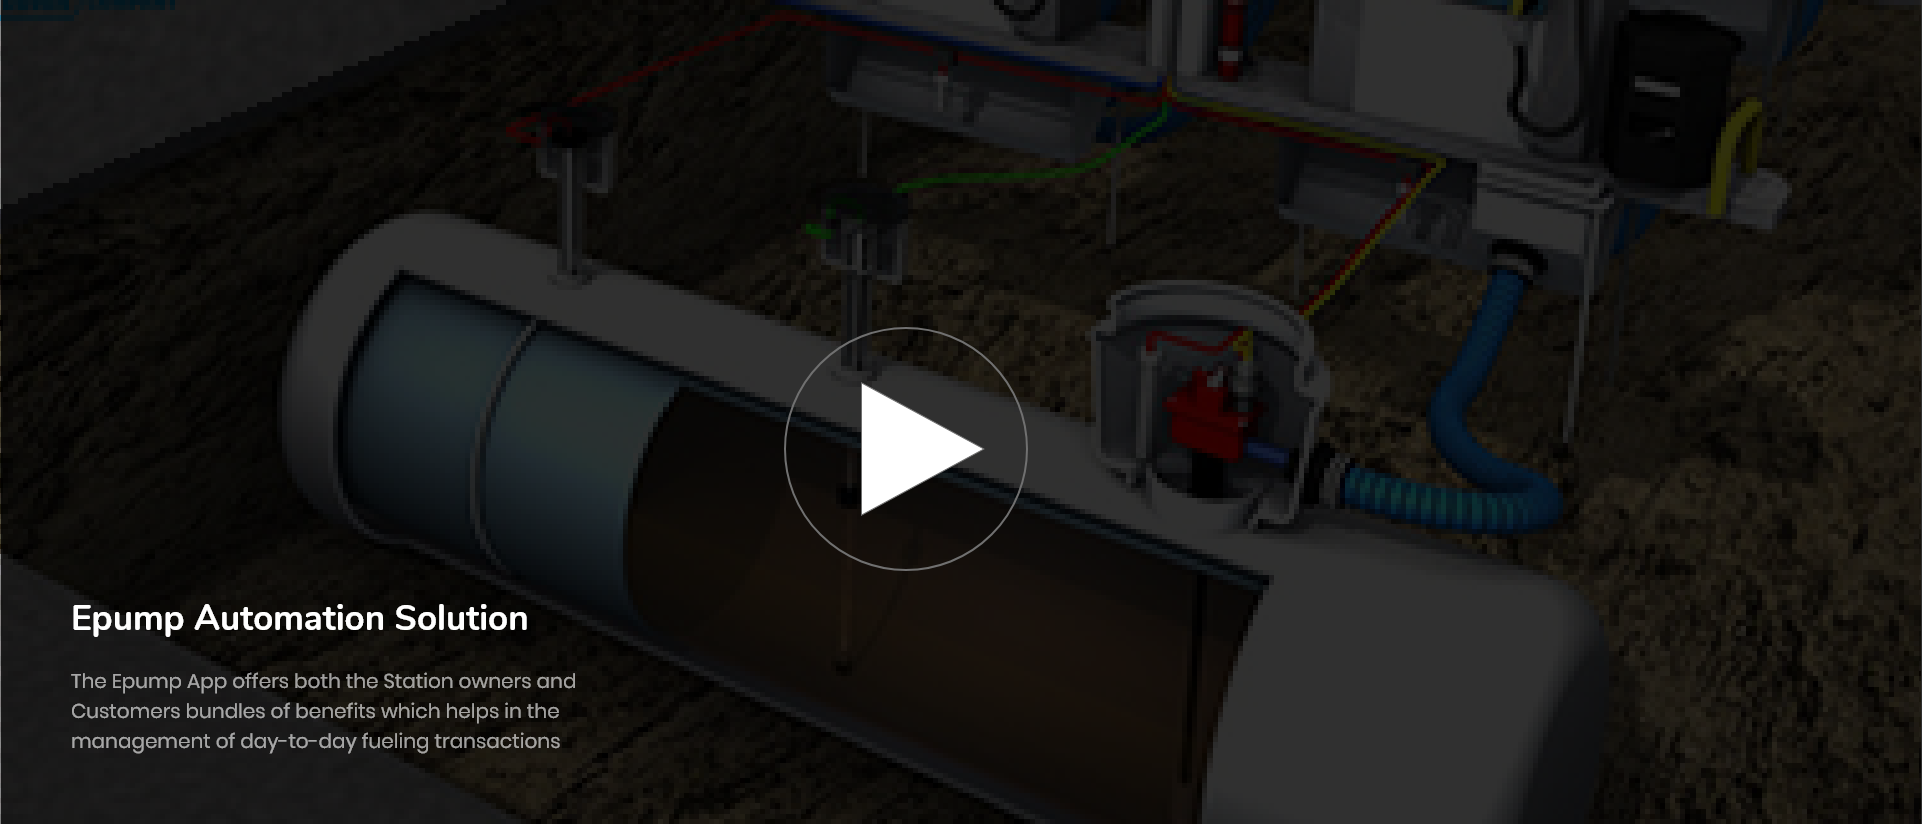 Epump Automation Solution
The Epump App offers both the Station owners and
Customers bundles of benefits which helps in the
management of day-to-day fueling transactions